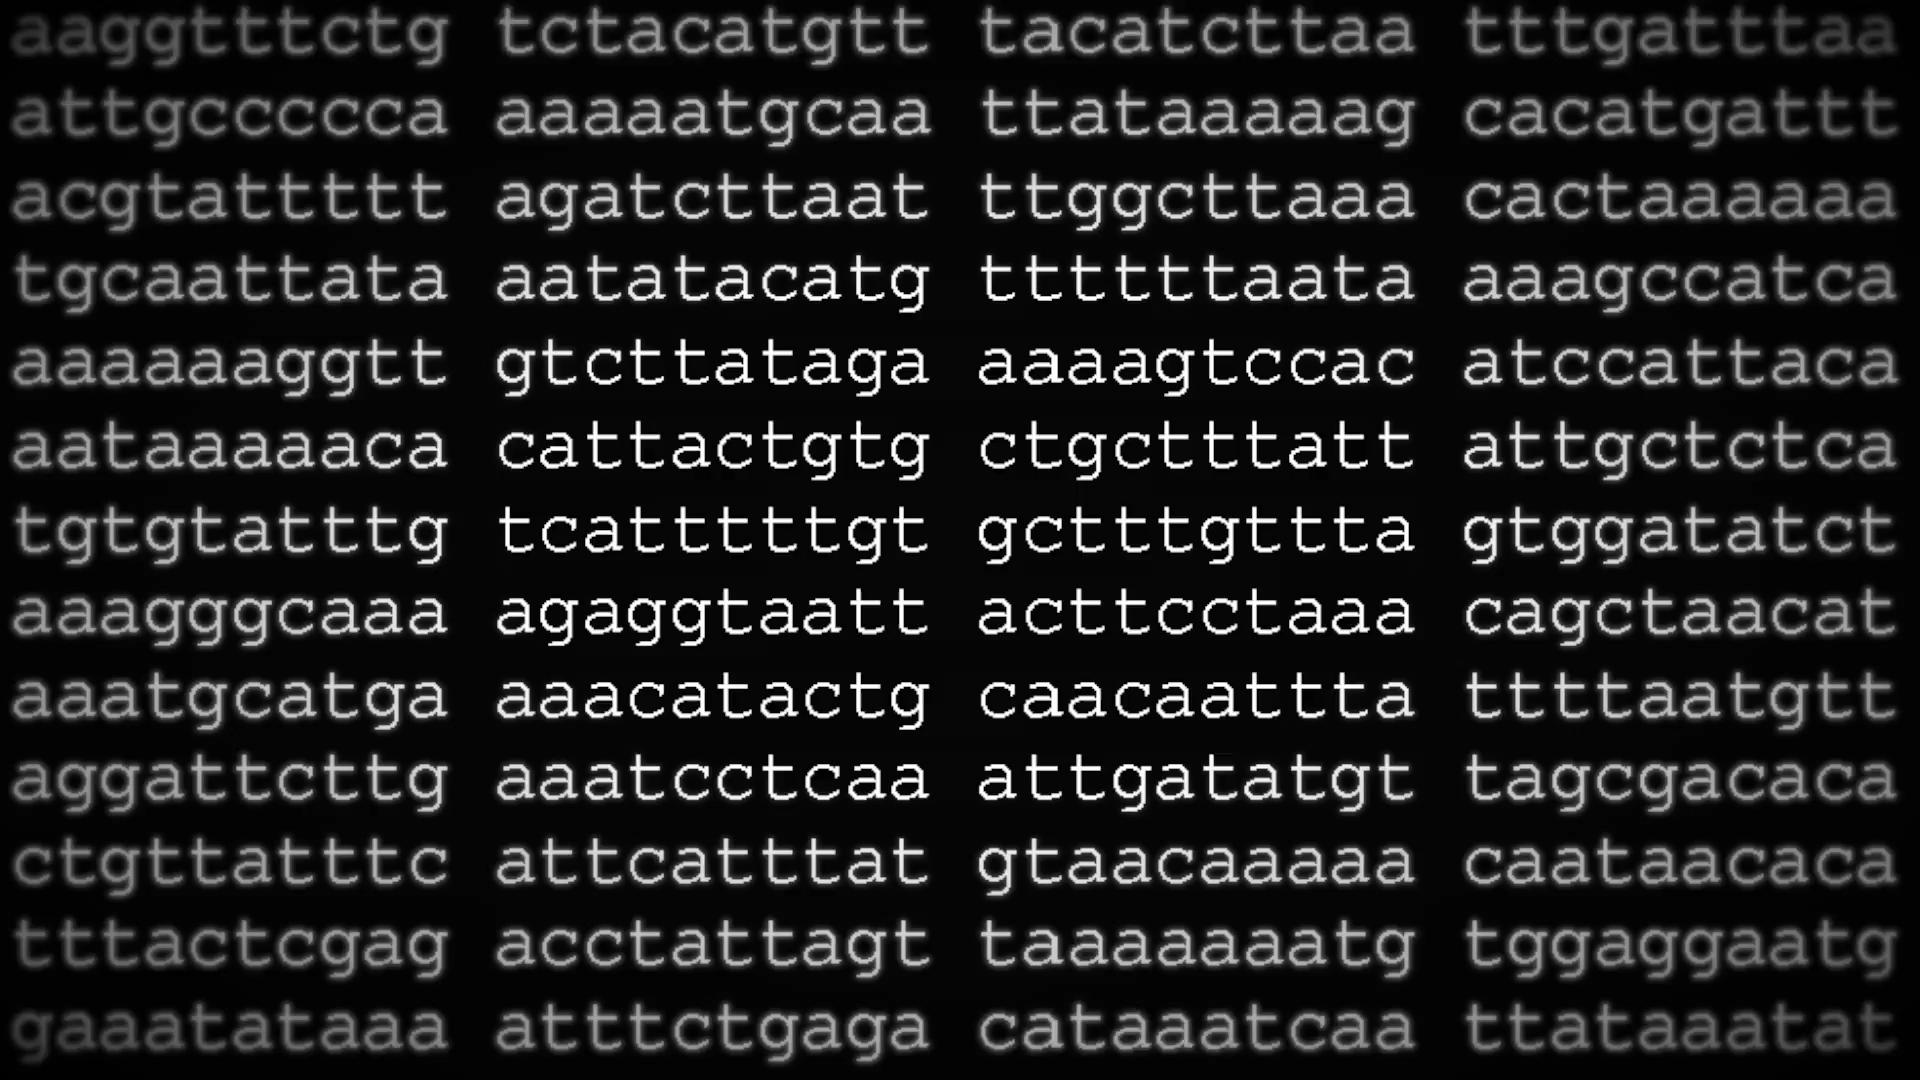 aaggtttctg tctacatgtt tacatcttaa tttgatttaa
attgccccca aaaaatgcaa ttataaaaag cacatgattt
acgtattttt agatcttaat ttggcttaaa cactaaaaaa
tgcaattata aatatacatg ttttttaata aaagccatca
aaaaaaggtt gtcttataga aaaagtccac atccattaca
aataaaaaca cattactgtg ctgctttatt attgctctca
tgtgtatttg tcatttttgt gctttgttta gtggatatct
aaagggcaaa agaggtaatt acttcctaaa cagctaacat
aaatgcatga aaacatactg caacaattta ttttaatgtt
aggattcttg aaatcctcaa attgatatgt tagcgacaca
ctgttatttc attcatttat gtaacaaaaa caataacaca
tttactcgag acctattagt taaaaaaatg tggaggaatg
gaaatataaa atttctgaga cataaatcaa ttataaatat